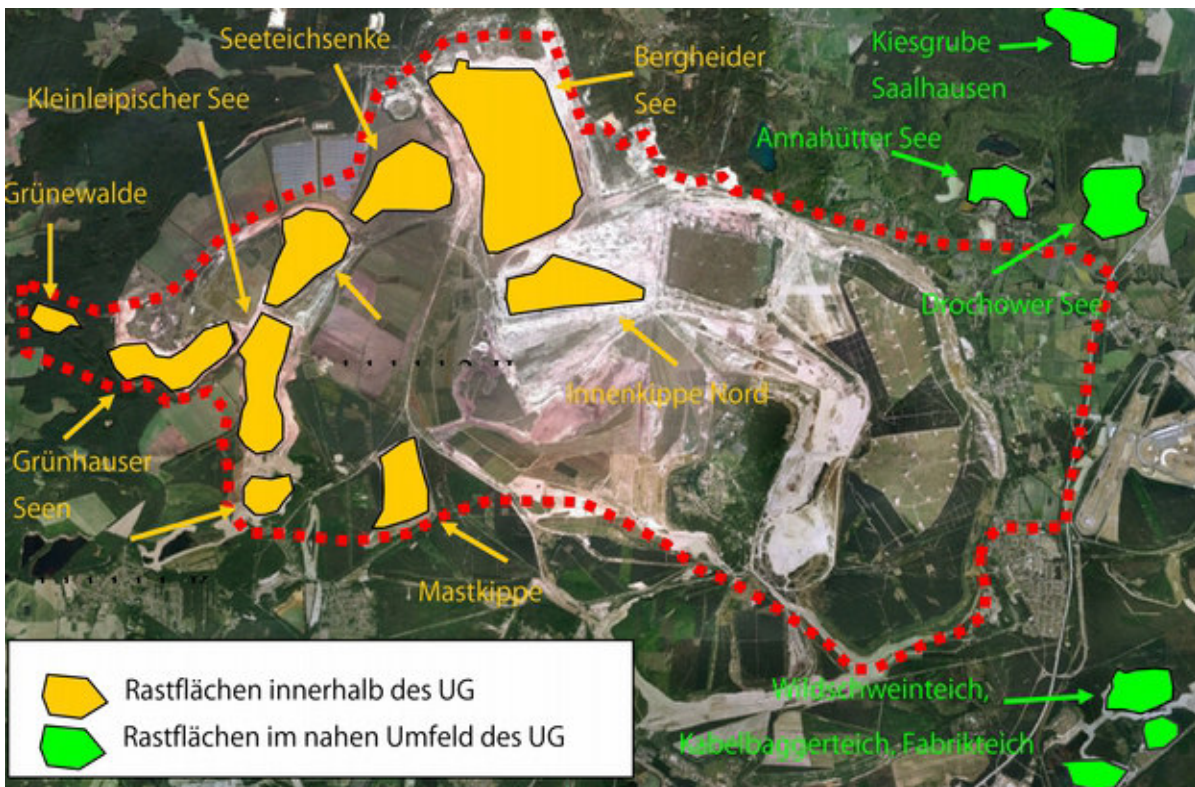 Seeteichsenke
Bergheider
See
Kiesgrube
Saalhausen
Kleinleipischer See
Annahütter See
Grünewalde
Drochower See
Innenkippe Nord
Grünhauser
Seen
Mastkippe
Wildschweinteich,
Kabelbaggerteich, Fabrikteich
Rastflächen innerhalb des UG
Rastflächen im nahen Umfeld des UG